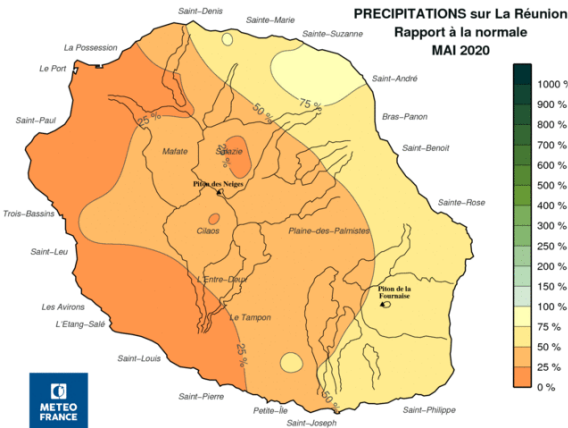 PRECIPITATIONS sur La Réunion
Rapport à la normale
MAI 2020
Saint-Denis
Sainte-Marie
Sainte-Suzanne
La Possession
Le Port
Saint-André
75 %
50 %
25 %
Bras-Panon
Saint-Paul
Saint-Benoit
Mafate
Salazie
25 %
Piton des Neiges
Sainte-Rose
Trois-Bassins
Cilaos
Plaine-des-Palmistes
Saint-Leu
L'Entre-Deux
Piton de la
Fournaise
Les Avirons
L'Etang-Salé
Le Tampon
25 %
Saint-Louis
Saint-Pierre
50 %
Petite-Ile
Saint-Joseph
Saint-Philippe
1000 %
900 %
800 %
700 %
600 %
500 %
400 %
300 %
200 %
150 %
100 %
75 %
50 %
25 %
0 %
METEO
FRANCE